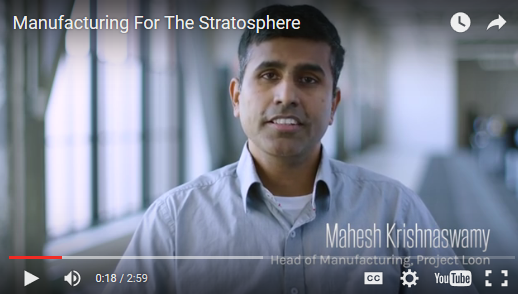 Manufacturing For The Stratosphere
Mahesh Krishnaswamy
Head of Manufacturing, Project Loon
0:18 / 2:59
CC
YouTube